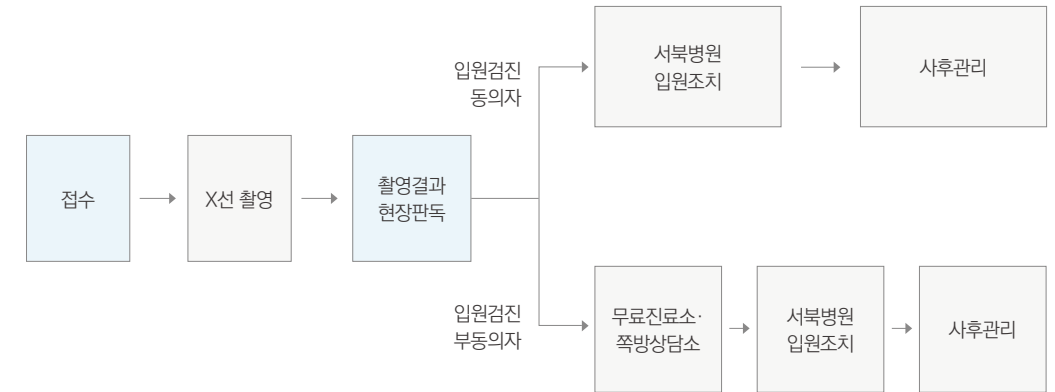 접수
X선 촬영
촬영결과
현장판독
입원검진
동의자
서북병원
입원조치
사후관리
입원검진
부동의자
무료진료소·
쪽방상담소
서북병원
입원조치
사후관리